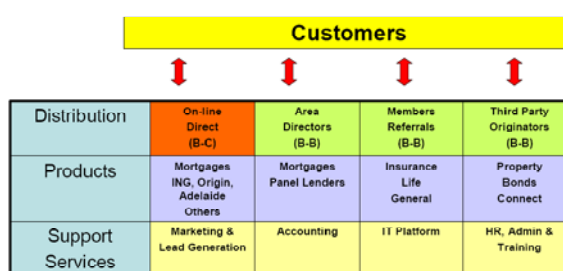 Customers
Distribution
On-line
Direct
(B-C)
Area
Directors
(B-B)
Members
Referrals
(B-B)
Third Party
Originators
(B-B)
Products
Mortgages
ING, Origin,
Adelaide
Others
Mortgages
Panel Lenders
Insurance
Life
General
Property
Bonds
Connect
Support
Services
Marketing &
Lead Generation
Accounting
IT Platform
HR, Admin &
Training